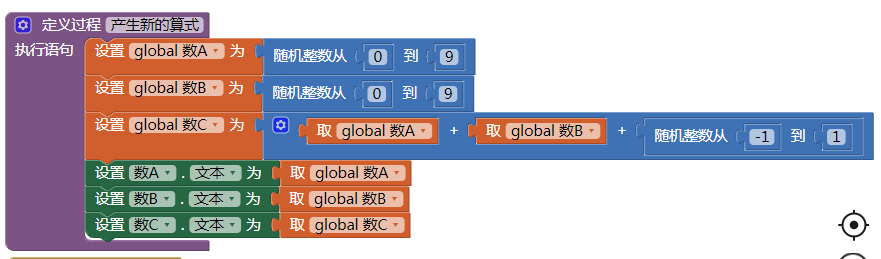 定义过程 产生新的算式
执行语句 设置 global 数A 为 随机整数从 0 到 9
设置 global 数B 为 随机整数从 0 到 9
设置 global 数C 为 取 global 数A + 取 global 数B + 随机整数从 -1 到 1
设置 数A . 文本 为 取 global 数A
设置 数B . 文本 为 取 global 数B
设置 数C . 文本 为 取 global 数C